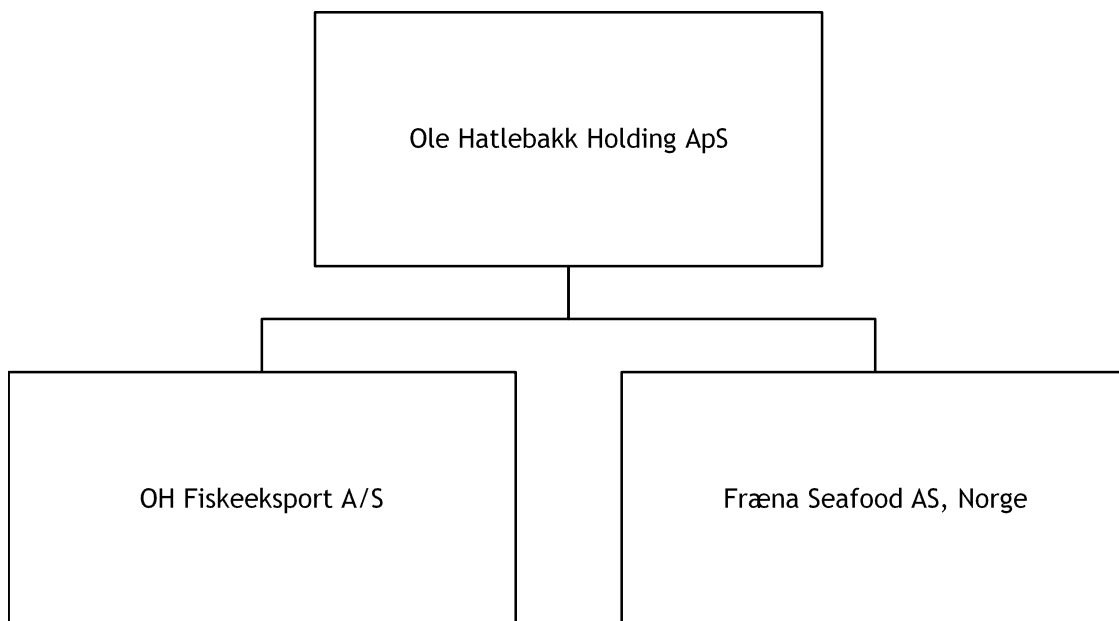 Ole Hatlebakk Holding ApS
OH Fiskeeksport A/S
Fræna Seafood AS, Norge